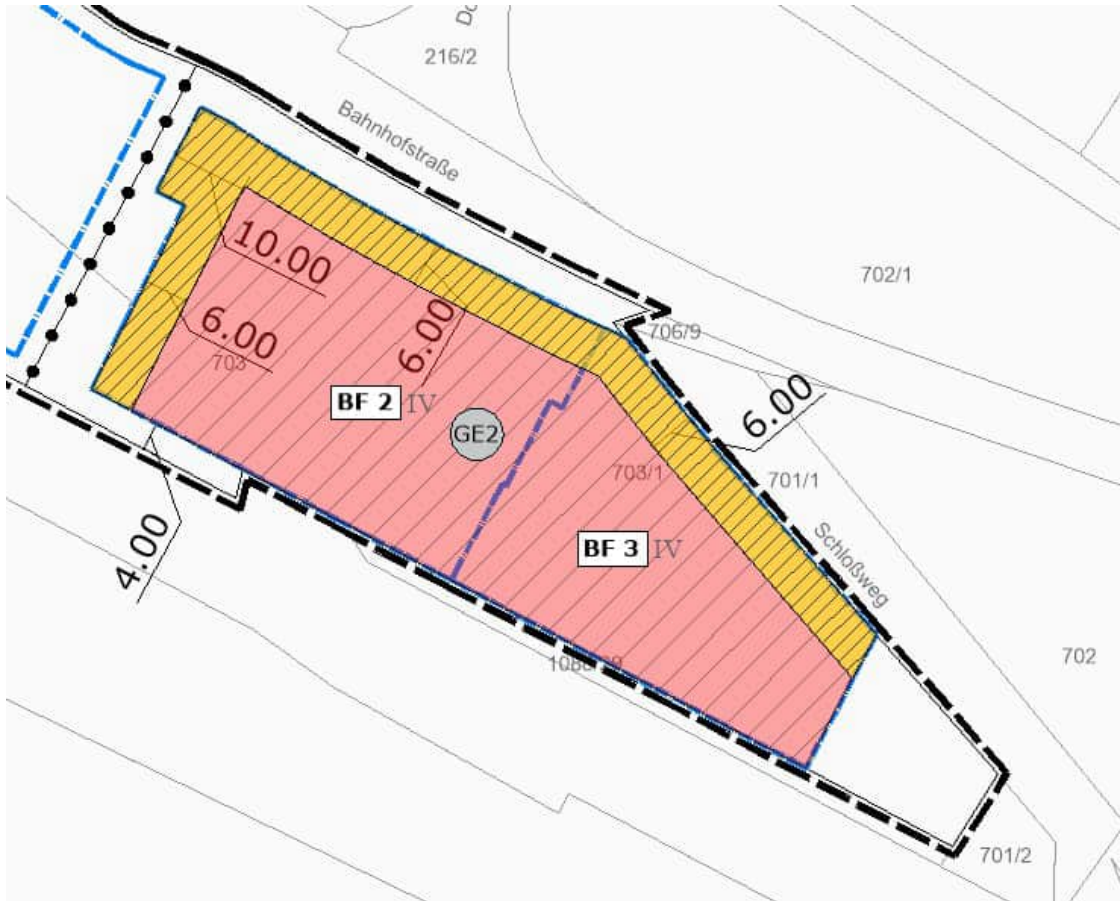 216/2
Bahnhofstraße
702/1
10.00
6.00
6.00
703
706/9
BF 2 IV
GE2
6.00
703/1
701/1
BF 3 IV
4.00
Schloßweg
702
701/2